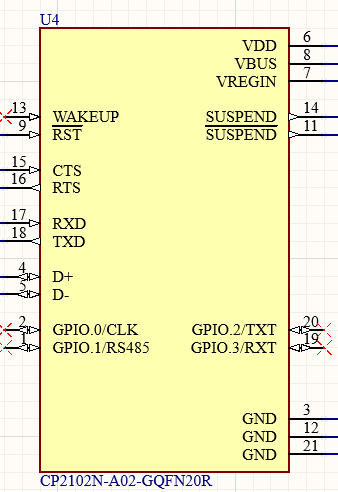 U4
VDD 6
VBUS 8
VREGIN 7
13 WAKEUP SUSPEND 14
9 RST SUSPEND 11
15 CTS
16 RTS
17 RXD
18 TXD
4 D+
5 D-
2 GPIO.0/CLK GPIO.2/TXT 20
1 GPIO.1/RS485 GPIO.3/RXT 19
GND 3
GND 12
GND 21
CP2102N-A02-GQFN20R